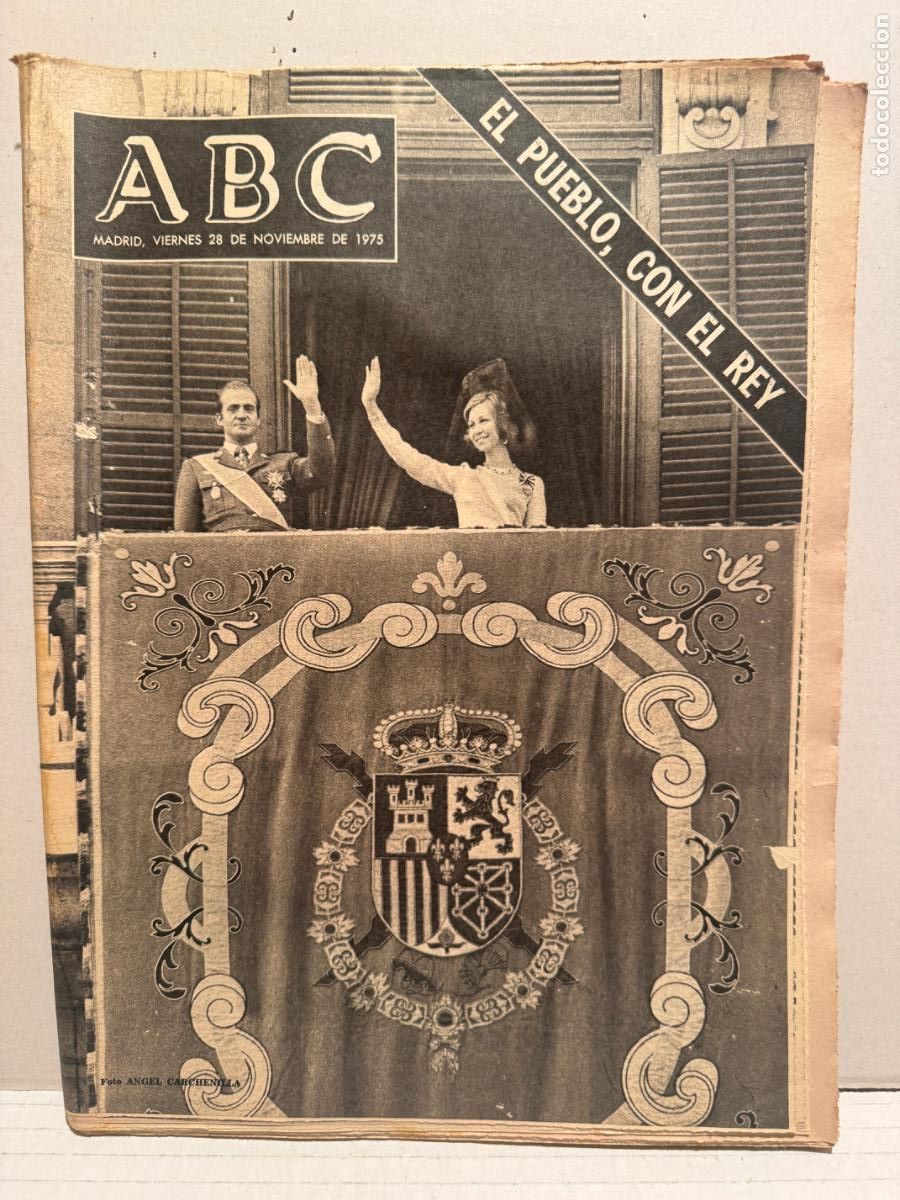 ABC
MADRID, VIERNES 28 DE NOVIEMBRE DE 1975
EL PUEBLO, CON EL REY
Foto ANGEL CARCHENILLA
todocoleccion